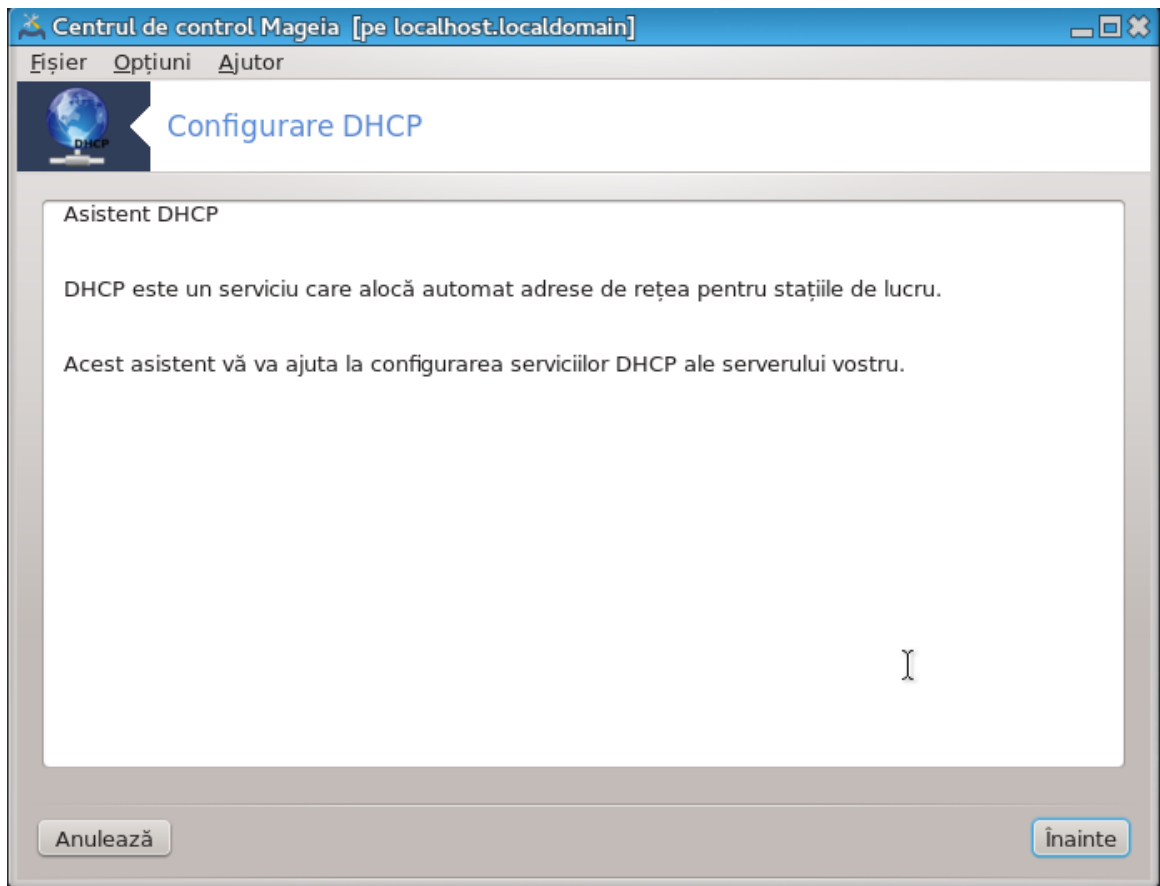 Centrul de control Mageia [pe localhost.localdomain]
Fișier Opțiuni Ajutor
DHCP
Configurare DHCP
Asistent DHCP
DHCP este un serviciu care alocă automat adrese de rețea pentru stațiile de lucru.
Acest asistent vă va ajuta la configurarea serviciilor DHCP ale serverului vostru.
Anulează Înainte